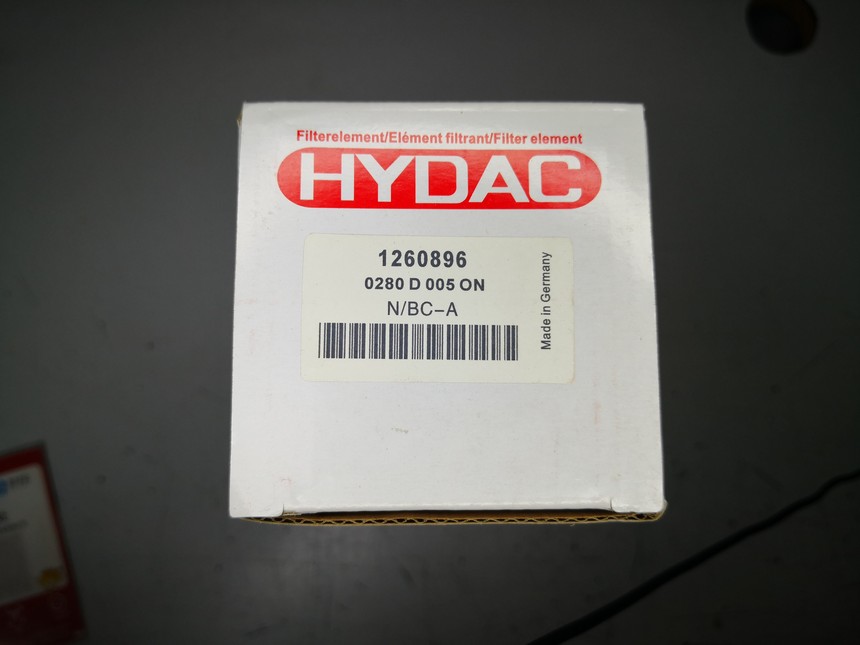 Filterelement/Elément filtrant/Filter element
HYDAC
1260896
0280 D 005 ON
N/BC-A
Made in Germany